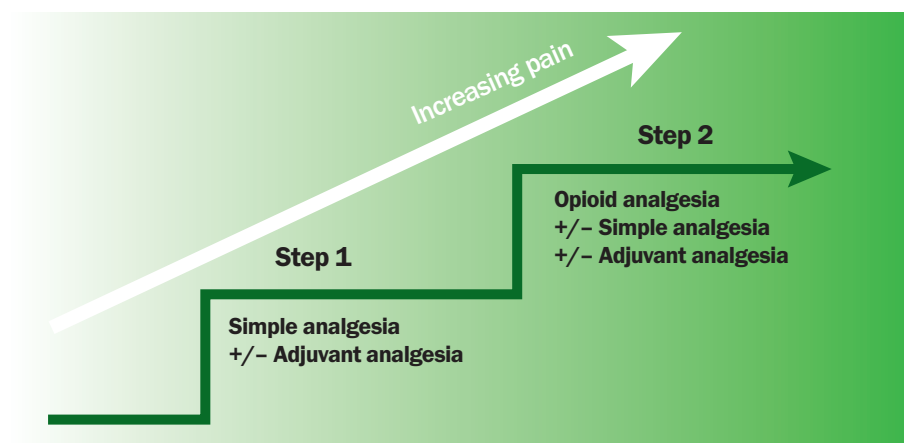 Increasing pain
Step 2
Opioid analgesia
+/– Simple analgesia
+/– Adjuvant analgesia
Step 1
Simple analgesia
+/– Adjuvant analgesia